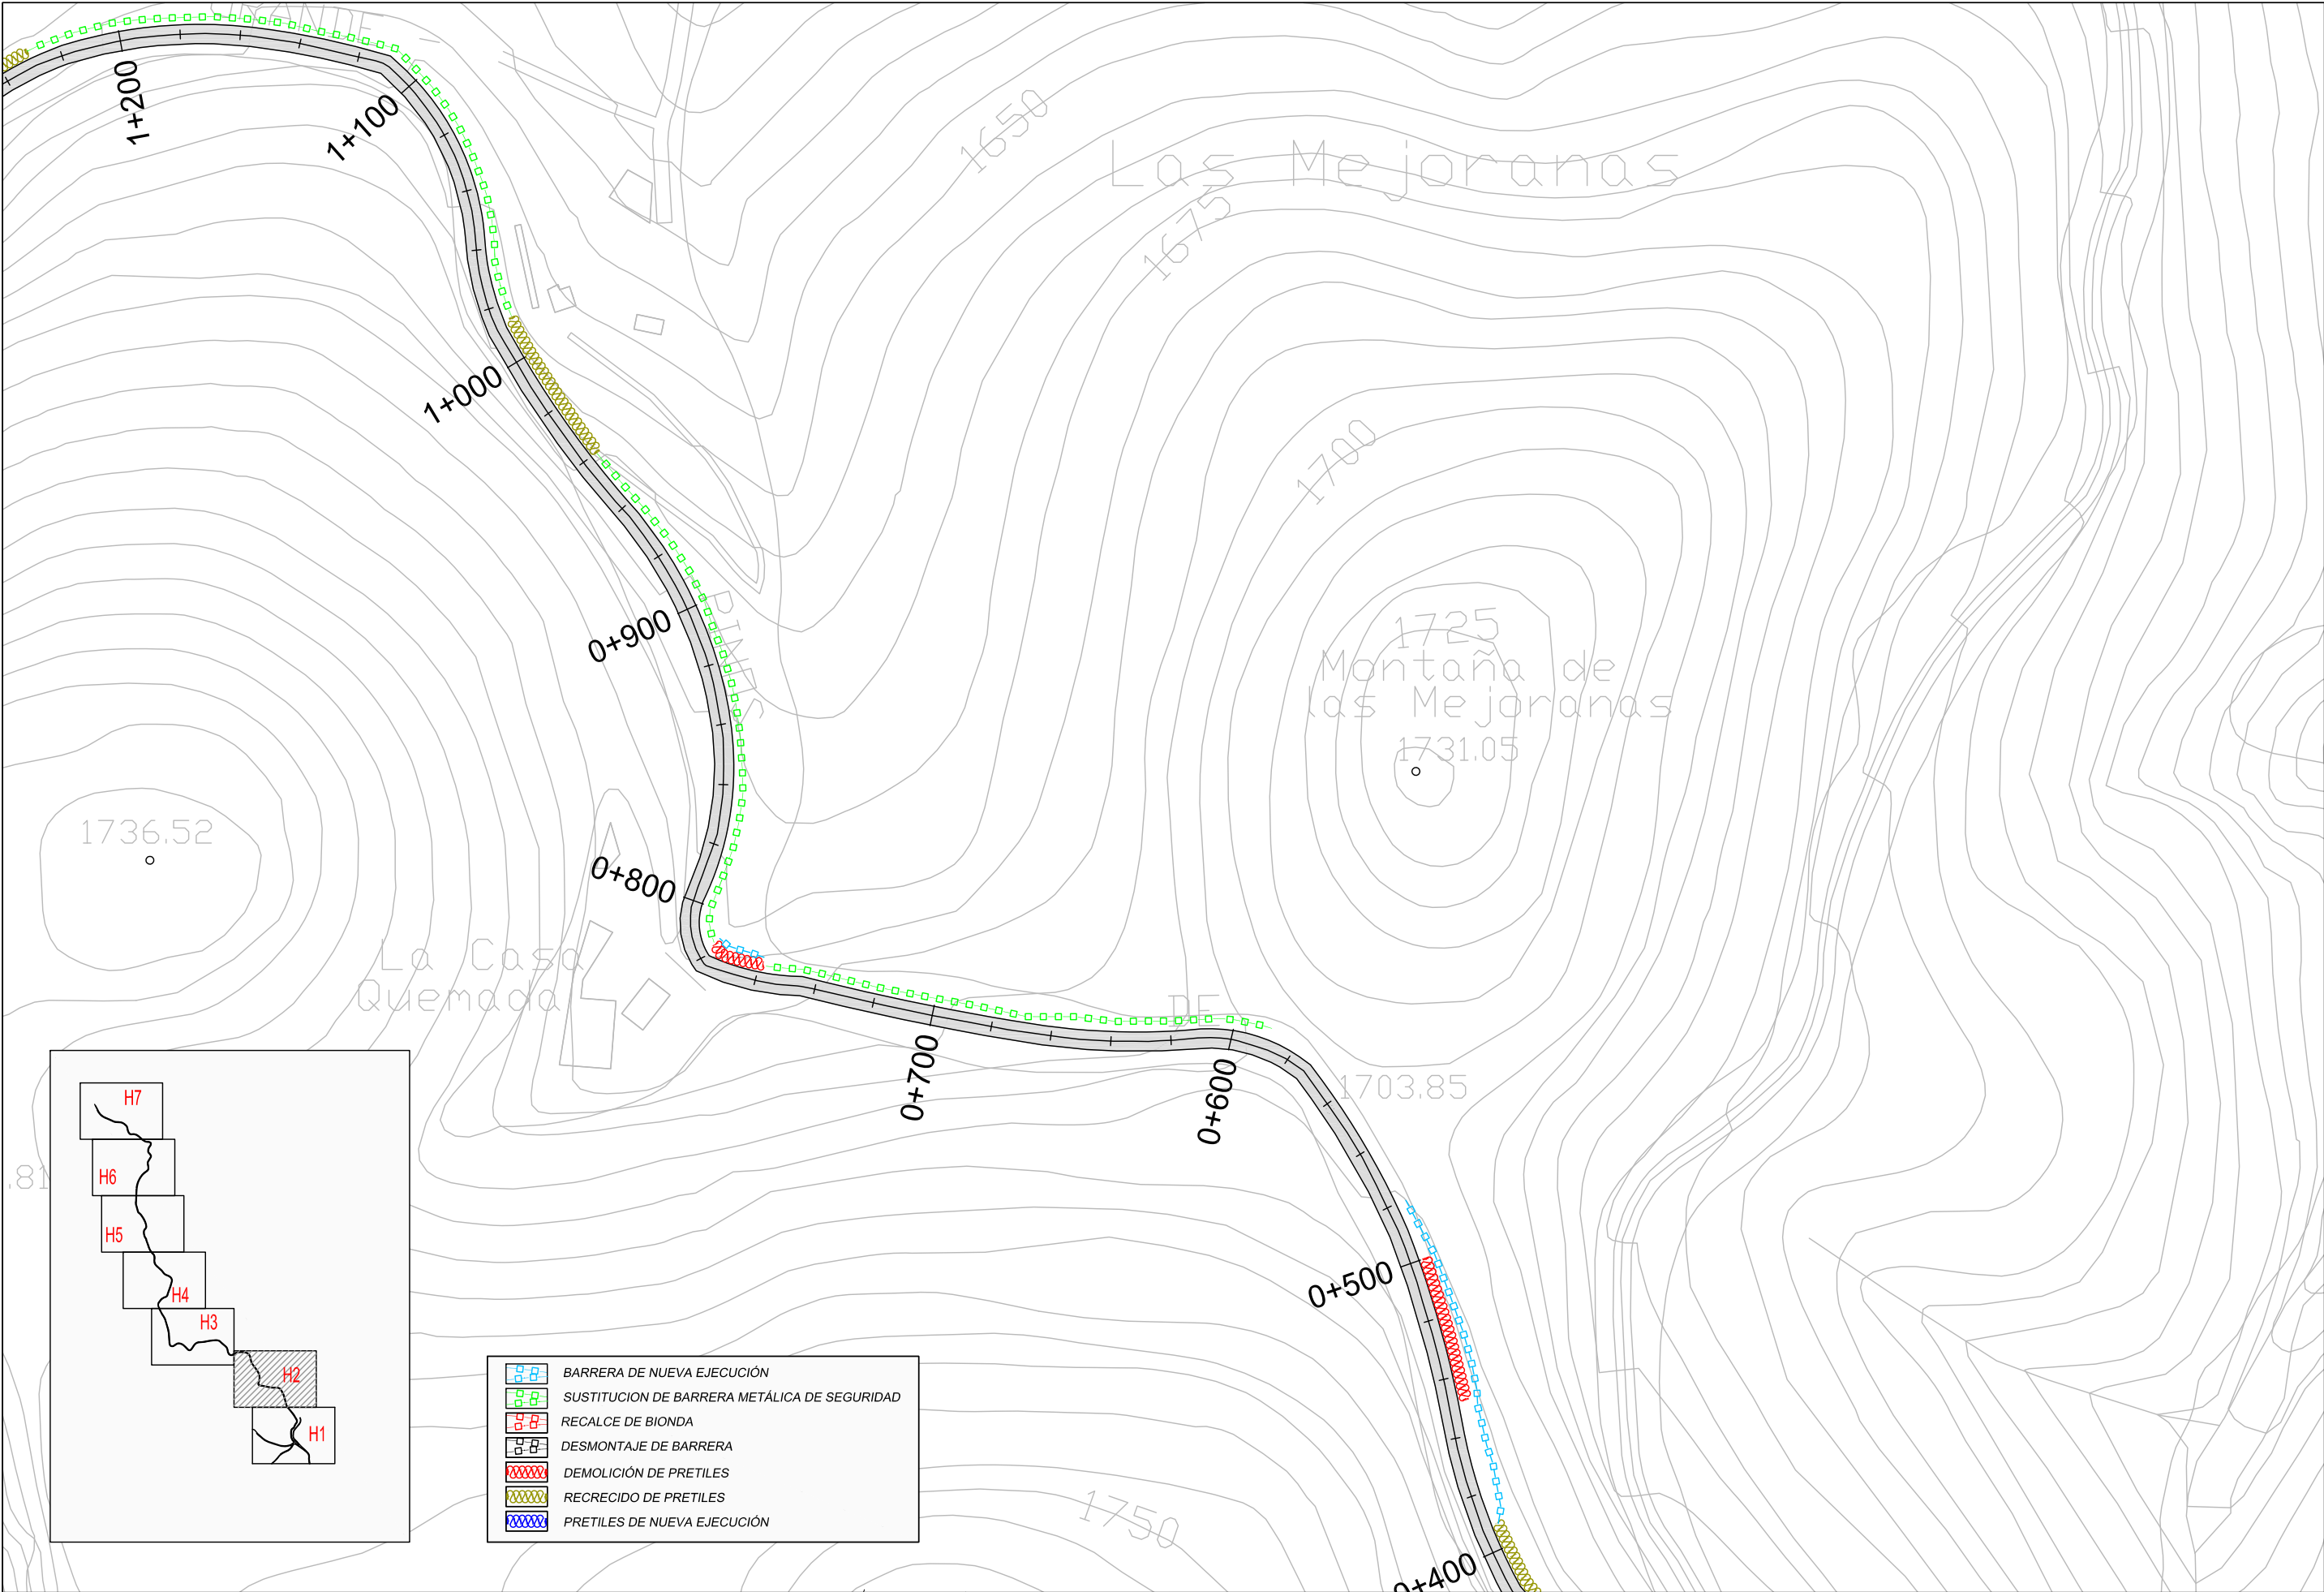 1+200
1+100
1650
Las Mejoranas
1675
1+000
1700
0+900
PINOS
1725
Montaña de
las Mejoranas
1731.05
1736.52
0+800
La Casa
Quemada
DE
0+700
0+600
1703.85
.81
0+500
0+400
1750
H7
H6
H5
H4
H3
H2
H1
BARRERA DE NUEVA EJECUCIÓN
SUSTITUCION DE BARRERA METÁLICA DE SEGURIDAD
RECALCE DE BIONDA
DESMONTAJE DE BARRERA
DEMOLICIÓN DE PRETILES
RECRECIDO DE PRETILES
PRETILES DE NUEVA EJECUCIÓN